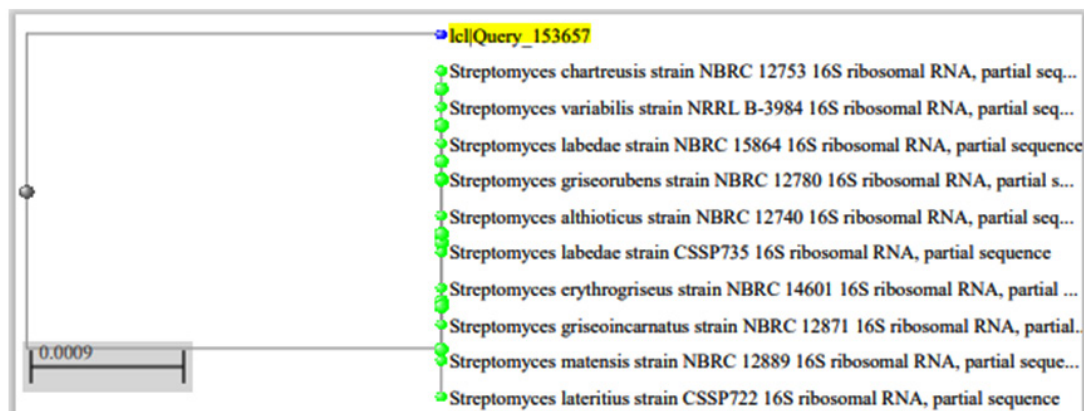 lcl|Query_153657
Streptomyces chartreusis strain NBRC 12753 16S ribosomal RNA, partial seq...
Streptomyces variabilis strain NRRL B-3984 16S ribosomal RNA, partial seq...
Streptomyces labedae strain NBRC 15864 16S ribosomal RNA, partial sequence
Streptomyces griseorubens strain NBRC 12780 16S ribosomal RNA, partial s...
Streptomyces althioticus strain NBRC 12740 16S ribosomal RNA, partial seq...
Streptomyces labedae strain CSSP735 16S ribosomal RNA, partial sequence
Streptomyces erythrogriseus strain NBRC 14601 16S ribosomal RNA, partial ...
Streptomyces griseoincarnatus strain NBRC 12871 16S ribosomal RNA, partial..
Streptomyces matensis strain NBRC 12889 16S ribosomal RNA, partial seque...
Streptomyces lateritius strain CSSP722 16S ribosomal RNA, partial sequence
0.0009